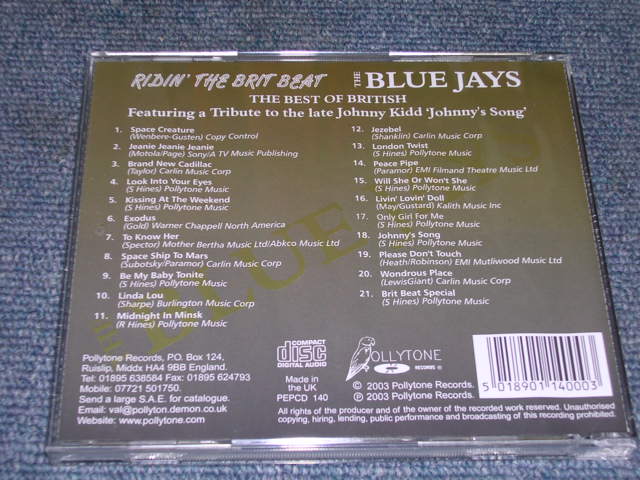 RIDIN' THE BRIT BEAT THE BLUE JAYS
THE BEST OF BRITISH
Featuring a Tribute to the late Johnny Kidd 'Johnny's Song'
1. Space Creature
(Wenbere-Gusten) Copy Control
2. Jeanie Jeanie Jeanie
(Motola/Page) Sony/A TV Music Publishing
3. Brand New Cadillac
(Taylor) Carlin Music Corp
4. Look Into Your Eyes
(S Hines) Pollytone Music
5. Kissing At The Weekend
(S Hines) Pollytone Music
6. Exodus
(Gold) Warner Chappell North America
7. To Know Her
(Spector) Mother Bertha Music Ltd/Abkco Music Ltd
8. Space Ship To Mars
(Subotsky/Paramor) Carlin Music Corp
9. Be My Baby Tonite
(S Hines) Pollytone Music
10. Linda Lou
(Sharpe) Burlington Music Corp
11. Midnight In Minsk
(R Hines) Pollytone Music
12. Jezebel
(Shanklin) Carlin Music Corp
13. London Twist
(S Hines) Pollytone Music
14. Peace Pipe
(Paramor) EMI Filmand Theatre Music Ltd
15. Will She Or Won't She
(S Hines) Pollytone Music
16. Livin' Lovin' Doll
(May/Gustard) Kalith Music Inc
17. Only Girl For Me
(S Hines) Pollytone Music
18. Johnny's Song
(S Hines) Pollytone Music
19. Please Don't Touch
(Heath/Robinson) EMI Mutliwood Music Ltd
20. Wondrous Place
(LewisGiant) Carlin Music Corp
21. Brit Beat Special
(S Hines) Pollytone Music
Pollytone Records, P.O. Box 124,
Ruislip, Middx HA4 9BB England.
Tel: 01895 638584 Fax: 01895 624793
Mobile: 07721 501750.
Send a large S.A.E. for catalogue.
Email=val@pollyton.demon.co.uk
Website=www.pollytone.com
COMPACT
disc
DIGITAL AUDIO
Made in
the UK
PEPCD 140
POLLYTONE
RECORDS
© 2003 Pollytone Records.
℗ 2003 Pollytone Records.
5 018901 140003
All rights of the producer and of the owner of the recorded work reserved. Unauthorised
copying, hiring, lending, public performance and broadcasting of this recording prohibited.